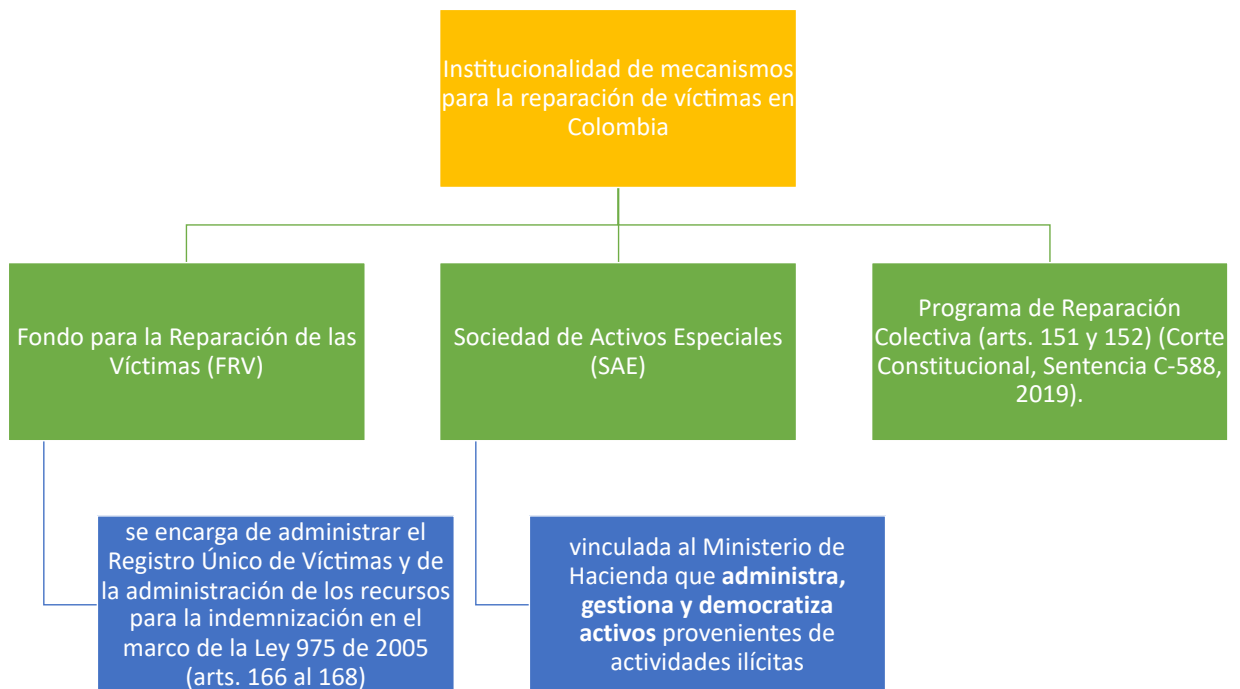 Institucionalidad de mecanismos
para la reparación de víctimas en
Colombia
Fondo para la Reparación de las
Víctimas (FRV)
Sociedad de Activos Especiales
(SAE)
Programa de Reparación
Colectiva (arts. 151 y 152) (Corte
Constitucional, Sentencia C-588,
2019).
se encarga de administrar el
Registro Único de Víctimas y de
la administración de los recursos
para la indemnización en el
marco de la Ley 975 de 2005
(arts. 166 al 168)
vinculada al Ministerio de
Hacienda que administra,
gestiona y democratiza
activos provenientes de
actividades ilícitas